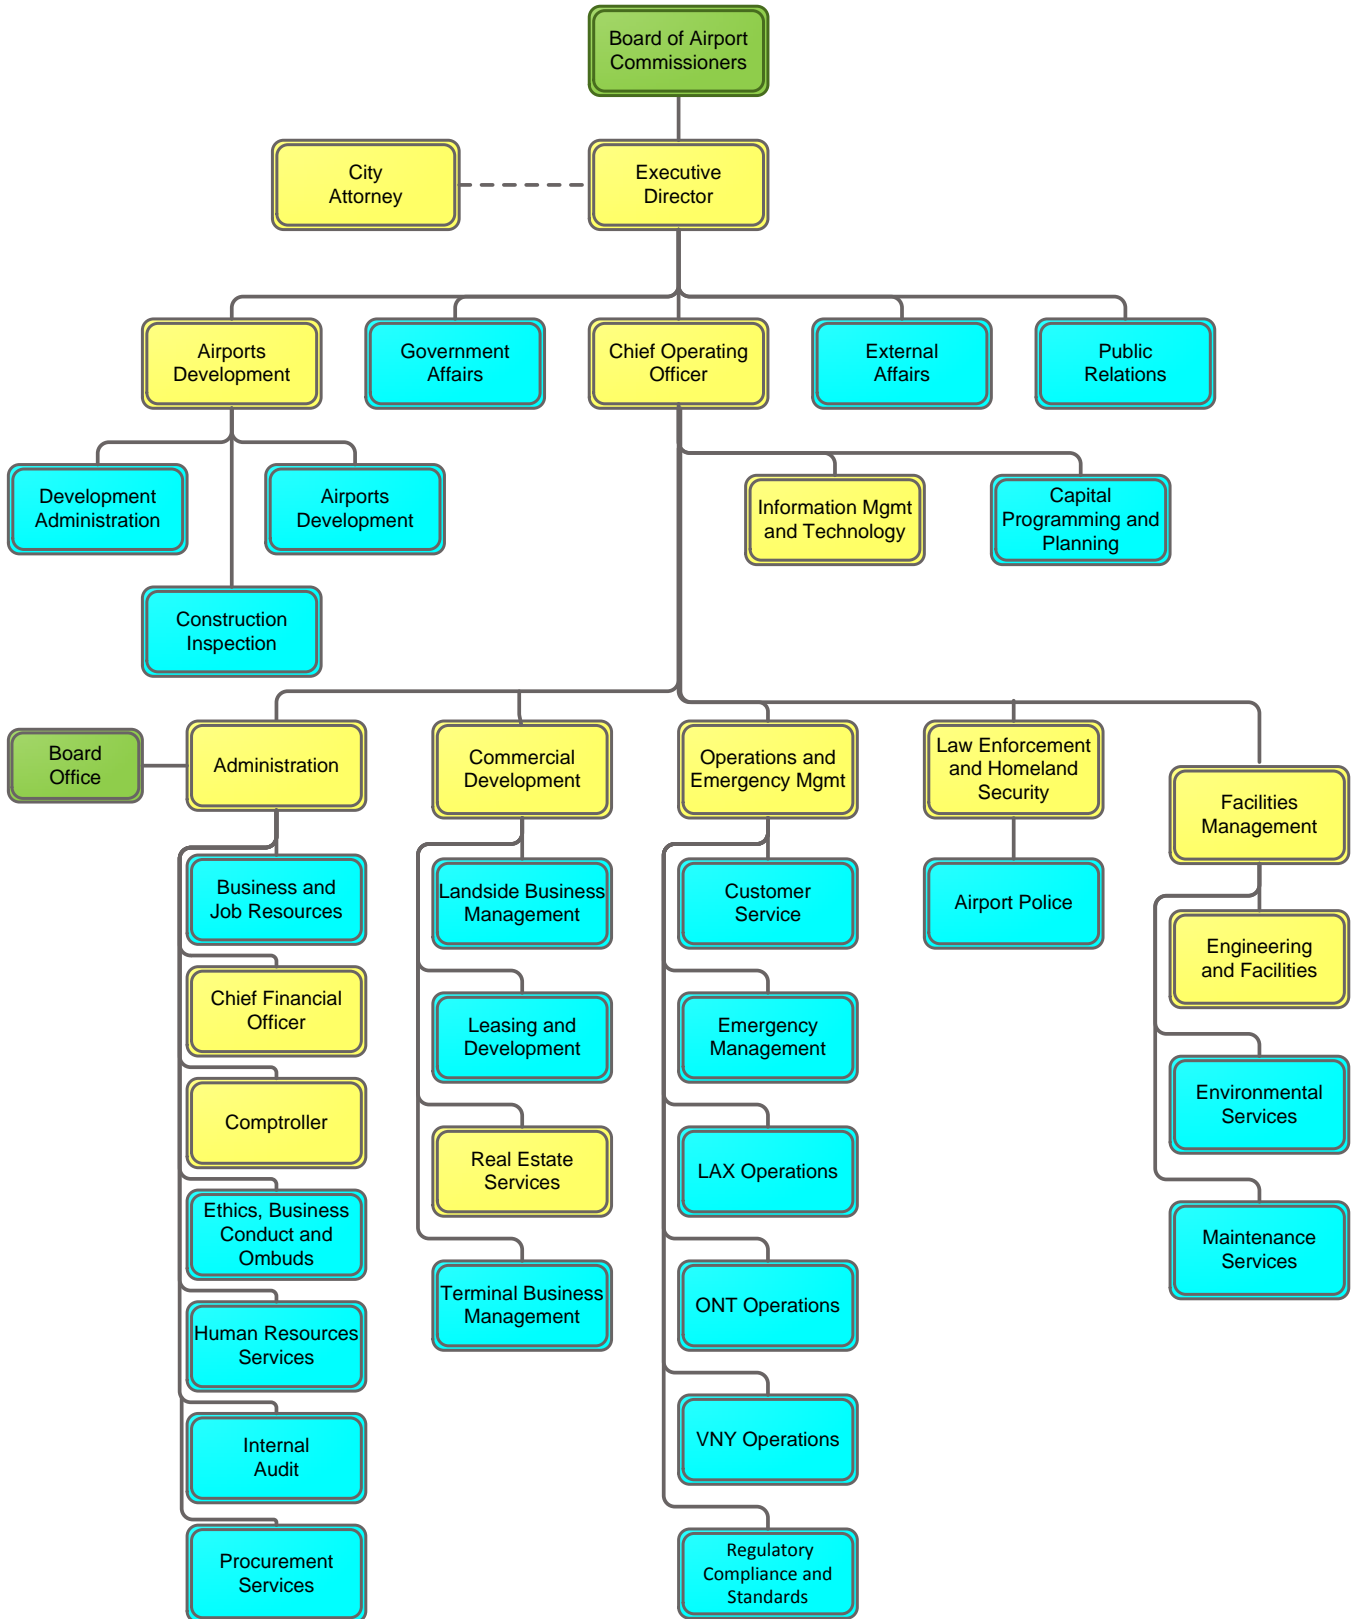 Board of Airport
Commissioners
City
Attorney
Executive
Director
Airports
Development
Government
Affairs
Chief Operating
Officer
External
Affairs
Public
Relations
Development
Administration
Airports
Development
Information Mgmt
and Technology
Capital
Programming and
Planning
Construction
Inspection
Board
Office
Administration
Commercial
Development
Operations and
Emergency Mgmt
Law Enforcement
and Homeland
Security
Facilities
Management
Business and
Job Resources
Landside Business
Management
Customer
Service
Airport Police
Engineering
and Facilities
Chief Financial
Officer
Leasing and
Development
Emergency
Management
Environmental
Services
Comptroller
Real Estate
Services
LAX Operations
Maintenance
Services
Ethics, Business
Conduct and
Ombuds
Terminal Business
Management
ONT Operations
Human Resources
Services
VNY Operations
Internal
Audit
Regulatory
Compliance and
Standards
Procurement
Services